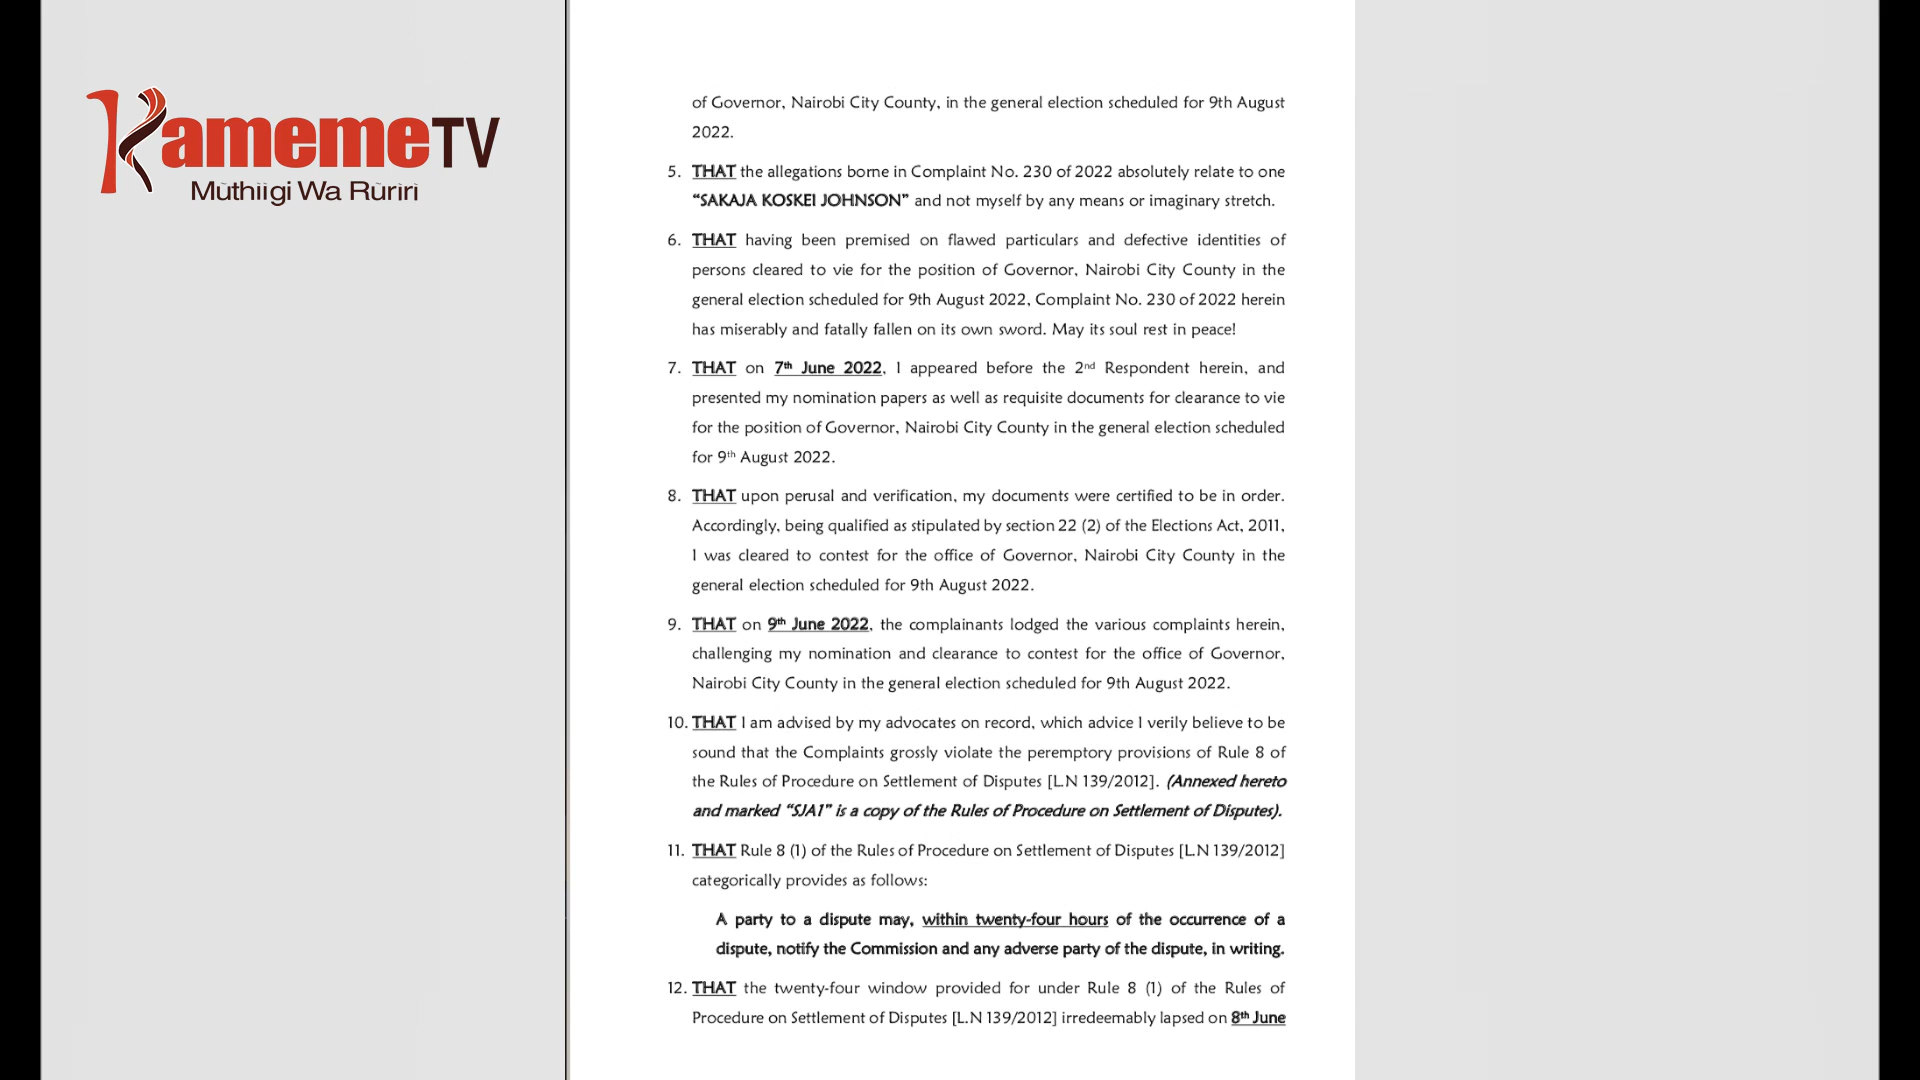 KamemeTV
Mũthiigi Wa Rũrĩrĩ
of Governor, Nairobi City County, in the general election scheduled for 9th August
2022.
5. THAT the allegations borne in Complaint No. 230 of 2022 absolutely relate to one
“SAKAJA KOSKEI JOHNSON” and not myself by any means or imaginary stretch.
6. THAT having been premised on flawed particulars and defective identities of
persons cleared to vie for the position of Governor, Nairobi City County in the
general election scheduled for 9th August 2022, Complaint No. 230 of 2022 herein
has miserably and fatally fallen on its own sword. May its soul rest in peace!
7. THAT on 7th June 2022, I appeared before the 2nd Respondent herein, and
presented my nomination papers as well as requisite documents for clearance to vie
for the position of Governor, Nairobi City County in the general election scheduled
for 9th August 2022.
8. THAT upon perusal and verification, my documents were certified to be in order.
Accordingly, being qualified as stipulated by section 22 (2) of the Elections Act, 2011,
I was cleared to contest for the office of Governor, Nairobi City County in the
general election scheduled for 9th August 2022.
9. THAT on 9th June 2022, the complainants lodged the various complaints herein,
challenging my nomination and clearance to contest for the office of Governor,
Nairobi City County in the general election scheduled for 9th August 2022.
10. THAT I am advised by my advocates on record, which advice I verily believe to be
sound that the Complaints grossly violate the peremptory provisions of Rule 8 of
the Rules of Procedure on Settlement of Disputes [L.N 139/2012]. (Annexed hereto
and marked “SJA1” is a copy of the Rules of Procedure on Settlement of Disputes).
11. THAT Rule 8 (1) of the Rules of Procedure on Settlement of Disputes [L.N 139/2012]
categorically provides as follows:
A party to a dispute may, within twenty-four hours of the occurrence of a
dispute, notify the Commission and any adverse party of the dispute, in writing.
12. THAT the twenty-four window provided for under Rule 8 (1) of the Rules of
Procedure on Settlement of Disputes [L.N 139/2012] irredeemably lapsed on 8th June